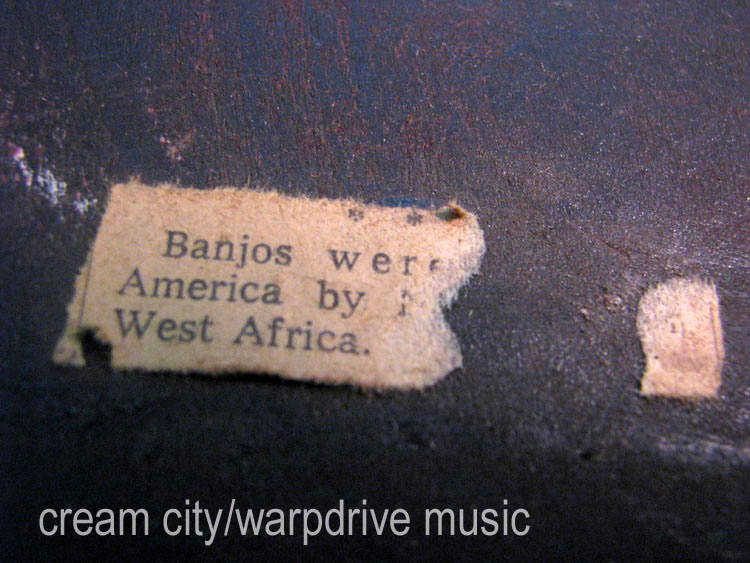 * *
Banjos were
America by
West Africa.
cream city/warpdrive music